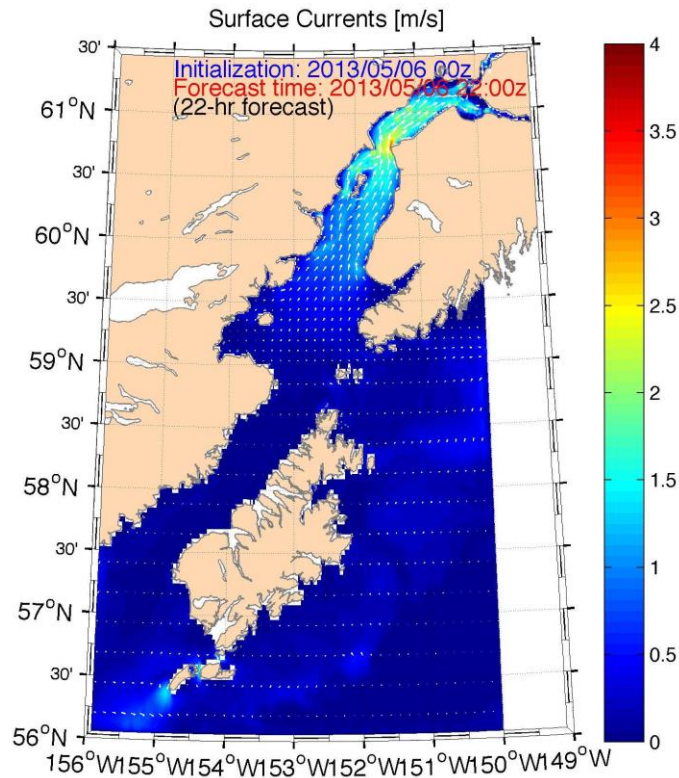 Surface Currents [m/s]
Initialization: 2013/05/06 00z
Forecast time: 2013/05/06 22:00z
(22-hr forecast)
30'
61°N
30'
60°N
30'
59°N
30'
58°N
30'
57°N
30'
56°N
156°W155°W154°W153°W152°W151°W150°W149°W
4
3.5
3
2.5
2
1.5
1
0.5
0